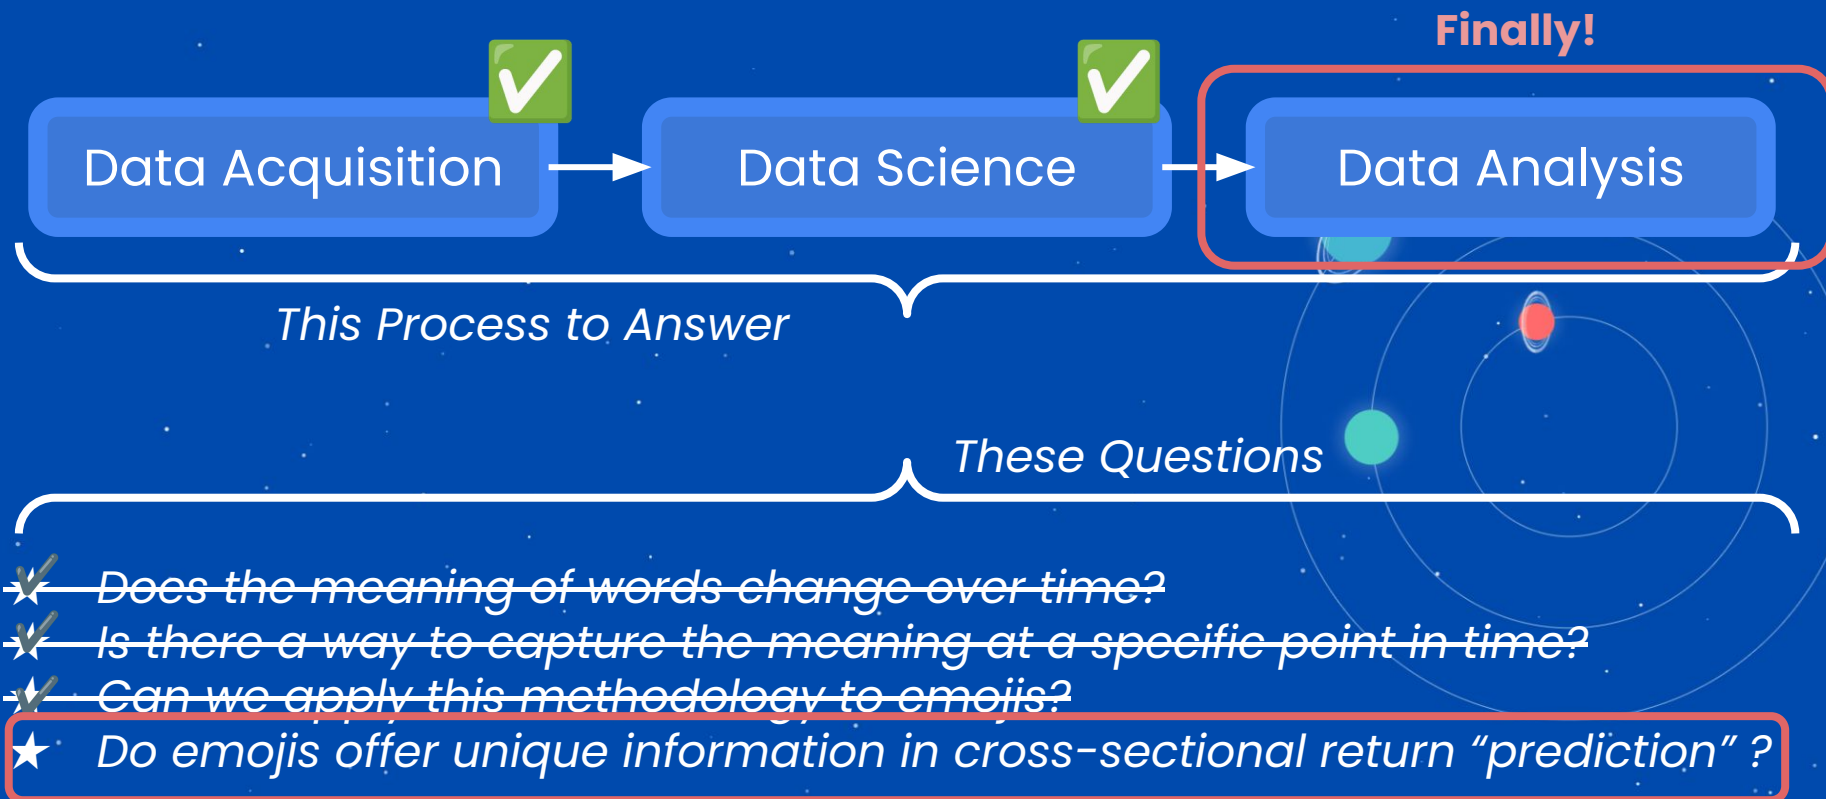 Finally!
Data Acquisition
Data Science
Data Analysis
This Process to Answer
These Questions
Does the meaning of words change over time?
Is there a way to capture the meaning at a specific point in time?
Can we apply this methodology to emojis?
Do emojis offer unique information in cross-sectional return “prediction” ?